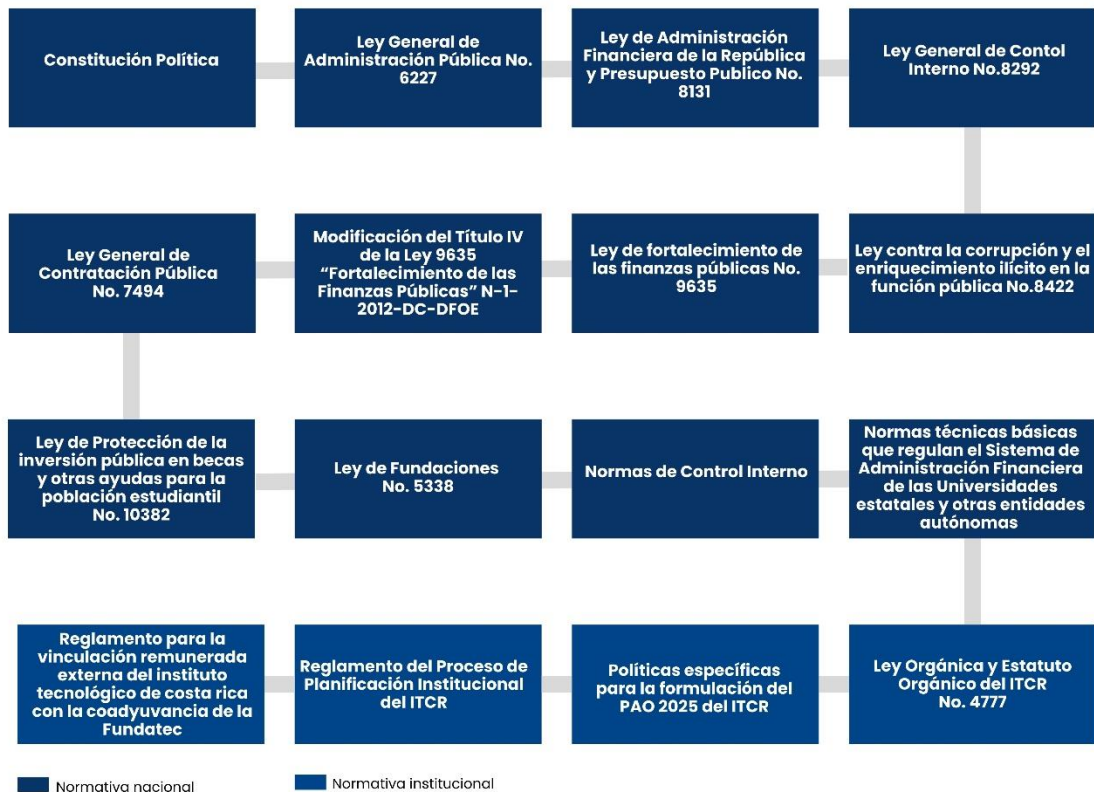 Constitución Política
Ley General de
Administración Pública No.
6227
Ley de Administración
Financiera de la República
y Presupuesto Publico No.
8131
Ley General de Contol
Interno No.8292
Ley General de
Contratación Pública
No. 7494
Modificación del Título IV
de la Ley 9635
“Fortalecimiento de las
Finanzas Públicas” N-1-
2012-DC-DFOE
Ley de fortalecimiento de
las finanzas públicas No.
9635
Ley contra la corrupción y el
enriquecimiento ilícito en la
función pública No.8422
Ley de Protección de la
inversión pública en becas
y otras ayudas para la
población estudiantil
No. 10382
Ley de Fundaciones
No. 5338
Normas de Control Interno
Normas técnicas básicas
que regulan el Sistema de
Administración Financiera
de las Universidades
estatales y otras entidades
autónomas
Reglamento para la
vinculación remunerada
externa del instituto
tecnológico de costa rica
con la coadyuvancia de la
Fundatec
Reglamento del Proceso de
Planificación Institucional
del ITCR
Políticas específicas
para la formulación del
PAO 2025 del ITCR
Ley Orgánica y Estatuto
Orgánico del ITCR
No. 4777
Normativa nacional
Normativa institucional